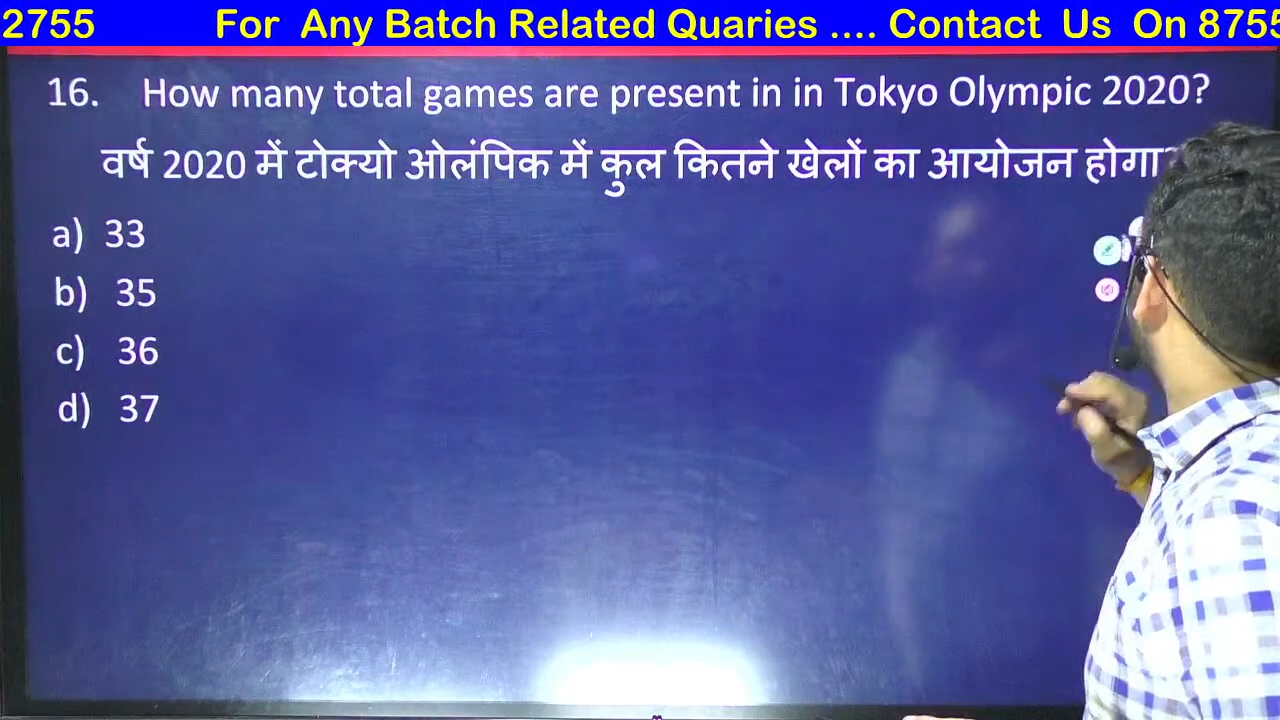 2755 For Any Batch Related Quaries .... Contact Us On 8755
16. How many total games are present in in Tokyo Olympic 2020?
वर्ष 2020 में टोक्यो ओलंपिक में कुल कितने खेलों का आयोजन होगा?
a) 33
b) 35
c) 36
d) 37